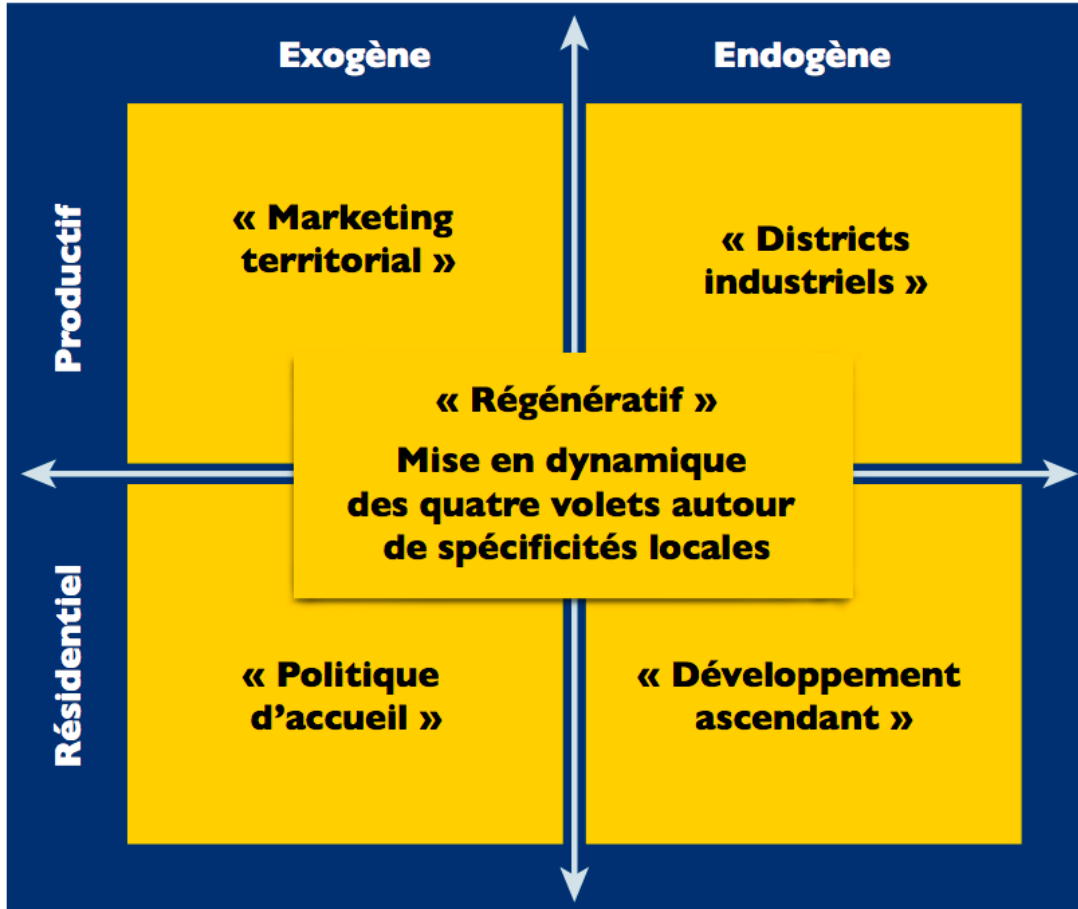 Exogène
Endogène
Productif
« Marketing
territorial »
« Districts
industriels »
« Régénératif »
Mise en dynamique
des quatre volets autour
de spécificités locales
Résidentiel
« Politique
d’accueil »
« Développement
ascendant »